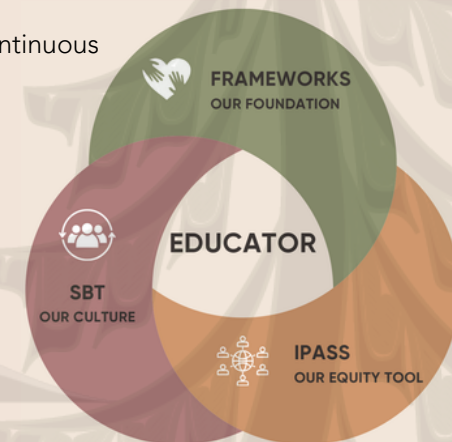 ntinuous
FRAMEWORKS
OUR FOUNDATION
EDUCATOR
SBT
OUR CULTURE
IPASS
OUR EQUITY TOOL